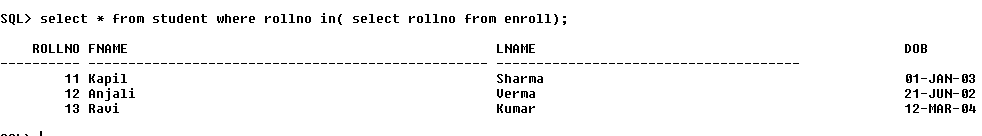 SQL> select * from student where rollno in( select rollno from enroll);
ROLLNO FNAME LNAME DOB
---------- -------------------------------------------------- -------------------------------------- ---------
11 Kapil Sharma 01-JAN-03
12 Anjali Verma 21-JUN-02
13 Ravi Kumar 12-MAR-04
SQL>